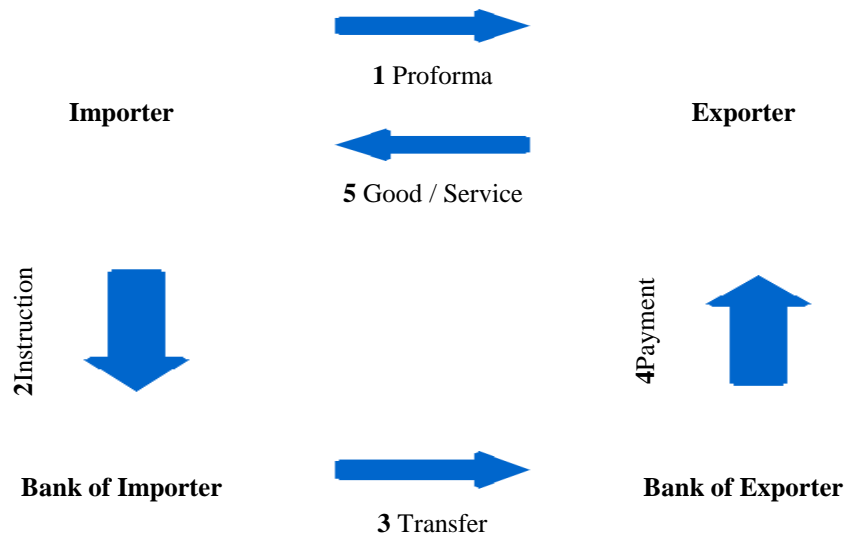 1 Proforma
Importer
Exporter
5 Good / Service
2Instruction
4Payment
Bank of Importer
Bank of Exporter
3 Transfer